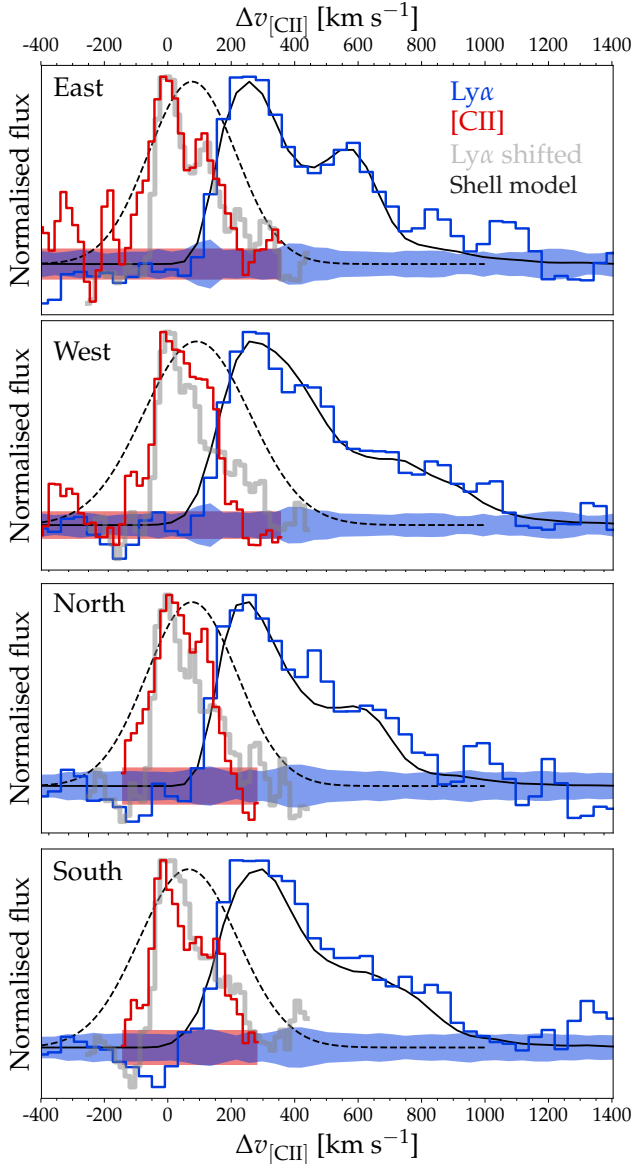 Δv[CII] [km s−1]
-400 -200 0 200 400 600 800 1000 1200 1400
East
Lyα
[CII]
Lyα shifted
Shell model
Normalised flux
West
Normalised flux
North
Normalised flux
South
Normalised flux
-400 -200 0 200 400 600 800 1000 1200 1400
Δv[CII] [km s−1]